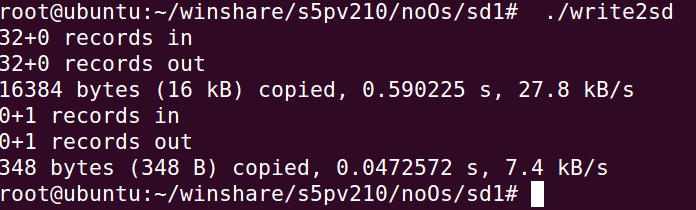 root@ubuntu:~/winshare/s5pv210/noOs/sd1#  ./write2sd
32+0 records in
32+0 records out
16384 bytes (16 kB) copied, 0.590225 s, 27.8 kB/s
0+1 records in
0+1 records out
348 bytes (348 B) copied, 0.0472572 s, 7.4 kB/s
root@ubuntu:~/winshare/s5pv210/noOs/sd1#